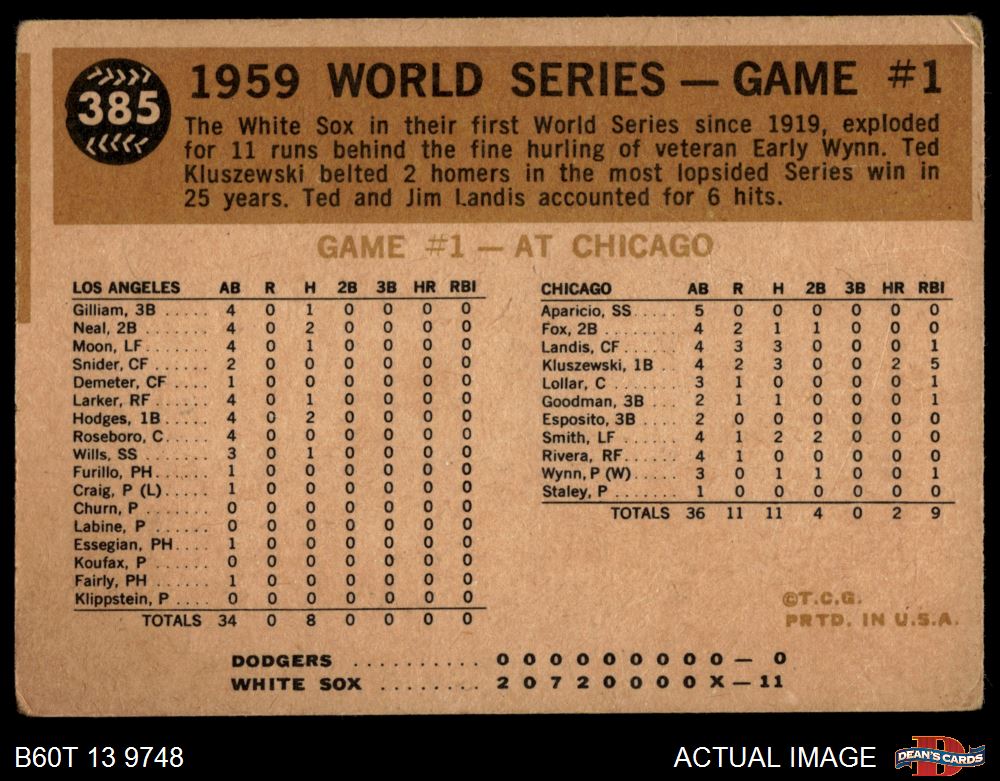 385
1959 WORLD SERIES — GAME #1
The White Sox in their first World Series since 1919, exploded
for 11 runs behind the fine hurling of veteran Early Wynn. Ted
Kluszewski belted 2 homers in the most lopsided Series win in
25 years. Ted and Jim Landis accounted for 6 hits.
GAME #1 — AT CHICAGO
LOS ANGELES AB R H 2B 3B HR RBI
Gilliam, 3B ..... 4 0 1 0 0 0 0
Neal, 2B ........ 4 0 2 0 0 0 0
Moon, LF ....... 4 0 1 0 0 0 0
Snider, CF ...... 2 0 0 0 0 0 0
Demeter, CF .... 1 0 0 0 0 0 0
Larker, RF ...... 4 0 1 0 0 0 0
Hodges, 1B ..... 4 0 2 0 0 0 0
Roseboro, C ..... 4 0 0 0 0 0 0
Wills, SS ....... 3 0 1 0 0 0 0
Furillo, PH ...... 1 0 0 0 0 0 0
Craig, P (L) ..... 1 0 0 0 0 0 0
Churn, P ....... 0 0 0 0 0 0 0
Labine, P ....... 0 0 0 0 0 0 0
Essegian, PH .... 1 0 0 0 0 0 0
Koufax, P ...... 0 0 0 0 0 0 0
Fairly, PH ...... 1 0 0 0 0 0 0
Klippstein, P .... 0 0 0 0 0 0 0
TOTALS 34 0 8 0 0 0 0
CHICAGO AB R H 2B 3B HR RBI
Aparicio, SS ..... 5 0 0 0 0 0 0
Fox, 2B ........ 4 2 1 1 0 0 0
Landis, CF ...... 4 3 3 0 0 0 1
Kluszewski, 1B .. 4 2 3 0 0 2 5
Lollar, C ....... 3 1 0 0 0 0 1
Goodman, 3B ... 2 1 1 0 0 0 1
Esposito, 3B .... 2 0 0 0 0 0 0
Smith, LF ....... 4 1 2 2 0 0 0
Rivera, RF ...... 4 1 0 0 0 0 0
Wynn, P (W) ..... 3 0 1 1 0 0 1
Staley, P ....... 1 0 0 0 0 0 0
TOTALS 36 11 11 4 0 2 9
©T.C.G.
PRTD. IN U.S.A.
DODGERS .......... 0 0 0 0 0 0 0 0 0 — 0
WHITE SOX ........ 2 0 7 2 0 0 0 0 X — 11
B60T 13 9748
ACTUAL IMAGE
D
DEAN'S CARDS